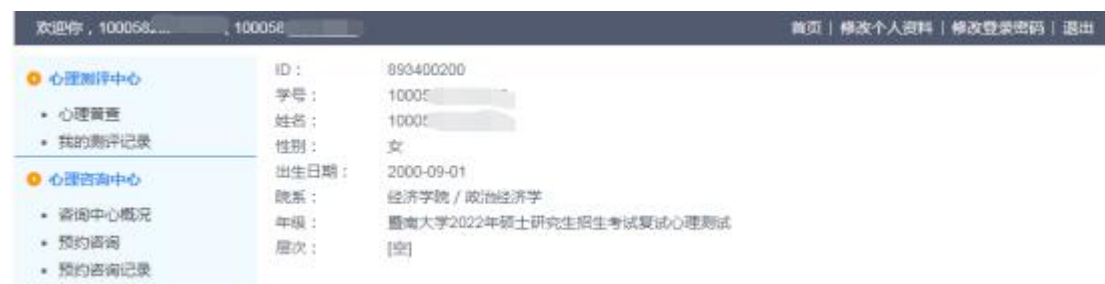 欢迎你，100058 ，100058
首页 | 修改个人资料 | 修改登录密码 | 退出
心理测评中心
• 心理普查
• 我的测评记录
心理咨询中心
• 咨询中心概况
• 预约咨询
• 预约咨询记录
ID： 893400200
学号： 10005
姓名： 1000
性别： 女
出生日期： 2000-09-01
院系： 经济学院 / 政治经济学
年级： 暨南大学2022年硕士研究生招生考试复试心理测试
层次： [空]